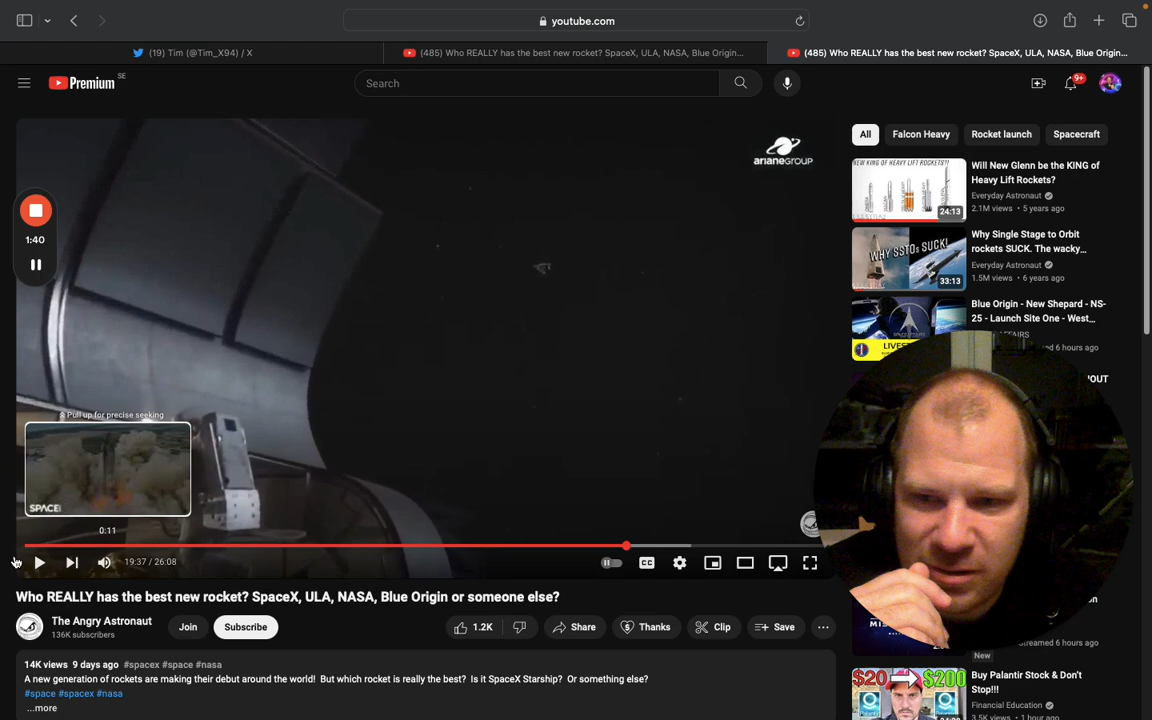 youtube.com
(19) Tim (@Tim_X94) / X
(485) Who REALLY has the best new rocket? SpaceX, ULA, NASA, Blue Origin...
(485) Who REALLY has the best new rocket? SpaceX, ULA, NASA, Blue Origin...
Premium SE
Search
9+
All
Falcon Heavy
Rocket launch
Spacecraft
arianeGROUP
NEW KING OF HEAVY LIFT ROCKETS?!
24:13
Will New Glenn be the KING of
Heavy Lift Rockets?
Everyday Astronaut
2.1M views • 5 years ago
1:40
WHY SSTOs SUCK!
33:13
Why Single Stage to Orbit
rockets SUCK. The wacky...
Everyday Astronaut
1.5M views • 6 years ago
Blue Origin - New Shepard - NS-
25 - Launch Site One - West...
AFFAIRS
med 6 hours ago
OUT
Pull up for precise seeking
SPACE
0:11
19:37 / 26:08
CC
Who REALLY has the best new rocket? SpaceX, ULA, NASA, Blue Origin or someone else?
The Angry Astronaut
136K subscribers
Join
Subscribe
1.2K
Share
Thanks
Clip
Save
on
Streamed 6 hours ago
New
14K views 9 days ago #spacex #space #nasa
A new generation of rockets are making their debut around the world! But which rocket is really the best? Is it SpaceX Starship? Or something else?
#space #spacex #nasa
...more
$20
$200
Buy Palantir Stock & Don't
Stop!!!
Financial Education
3.5K views • 1 hour ago